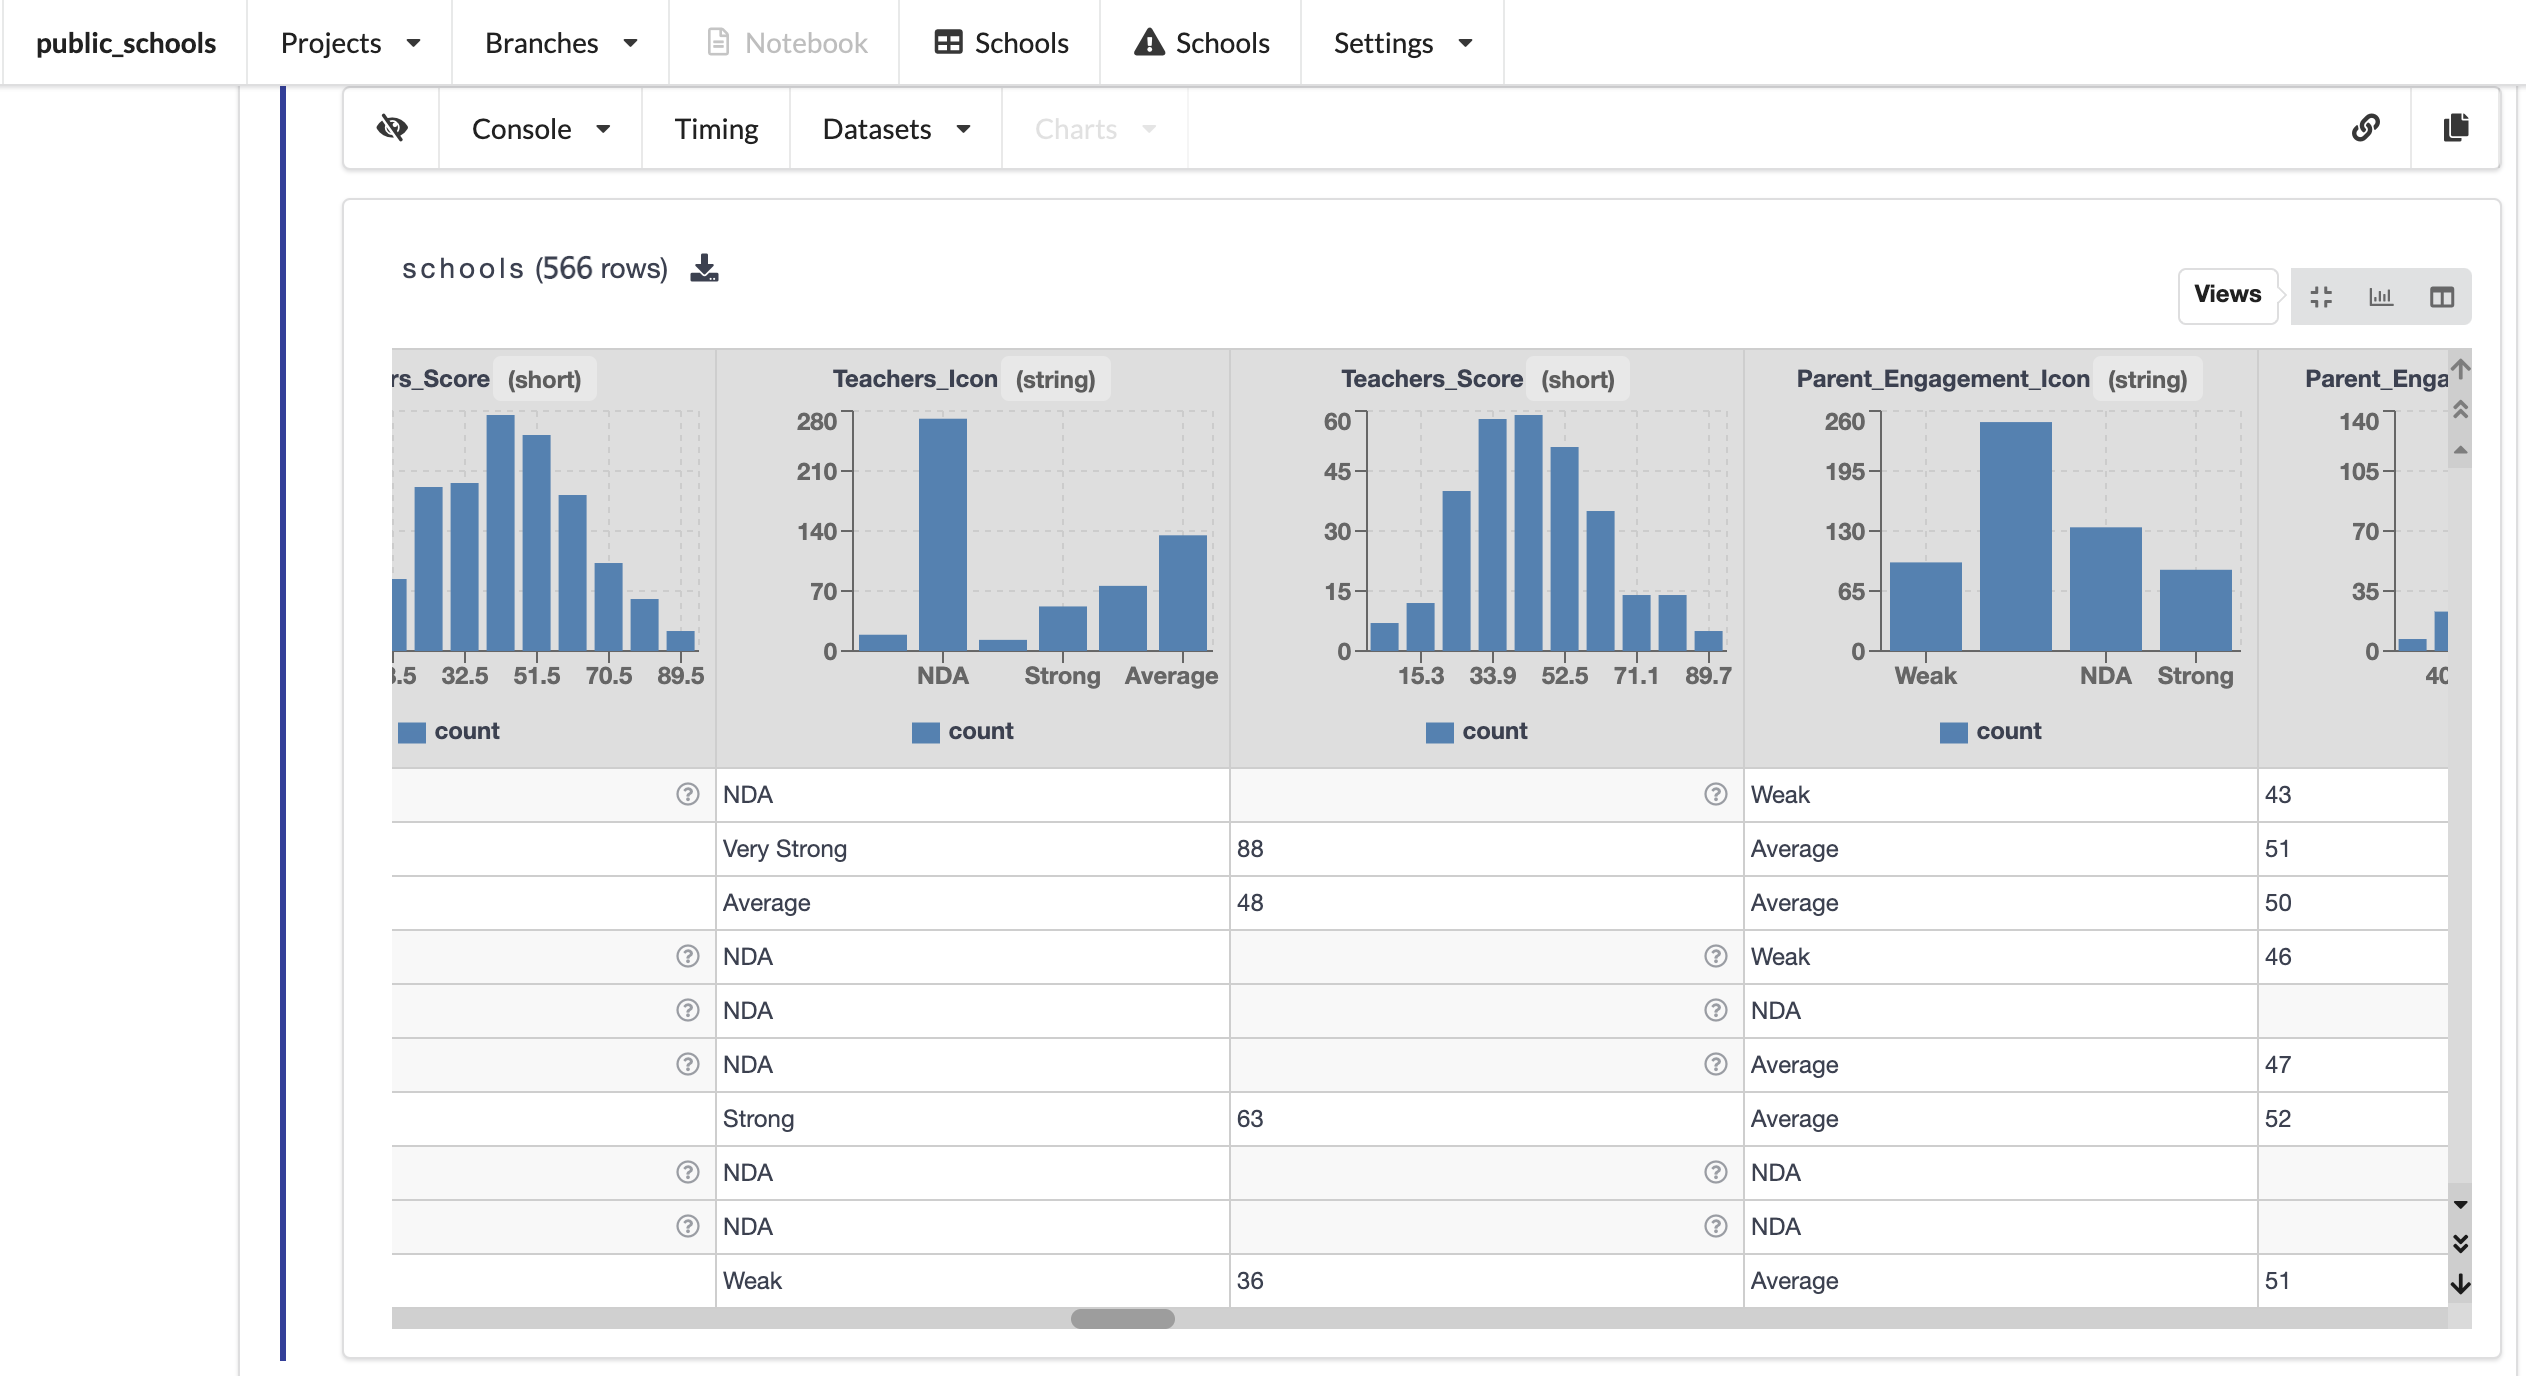 public_schools Projects Branches Notebook Schools Schools Settings
Console Timing Datasets Charts
schools (566 rows)
Views
rs_Score (short) Teachers_Icon (string) Teachers_Score (short) Parent_Engagement_Icon (string) Parent_Enga
280 60 260 140
210 45 195 105
140 30 130 70
70 15 65 35
0 0 0 0
3.5 32.5 51.5 70.5 89.5 NDA Strong Average 15.3 33.9 52.5 71.1 89.7 Weak NDA Strong 40
count count count count
? NDA ? Weak 43
Very Strong 88 Average 51
Average 48 Average 50
? NDA ? Weak 46
? NDA ? NDA
? NDA ? Average 47
Strong 63 Average 52
? NDA ? NDA
? NDA ? NDA
Weak 36 Average 51